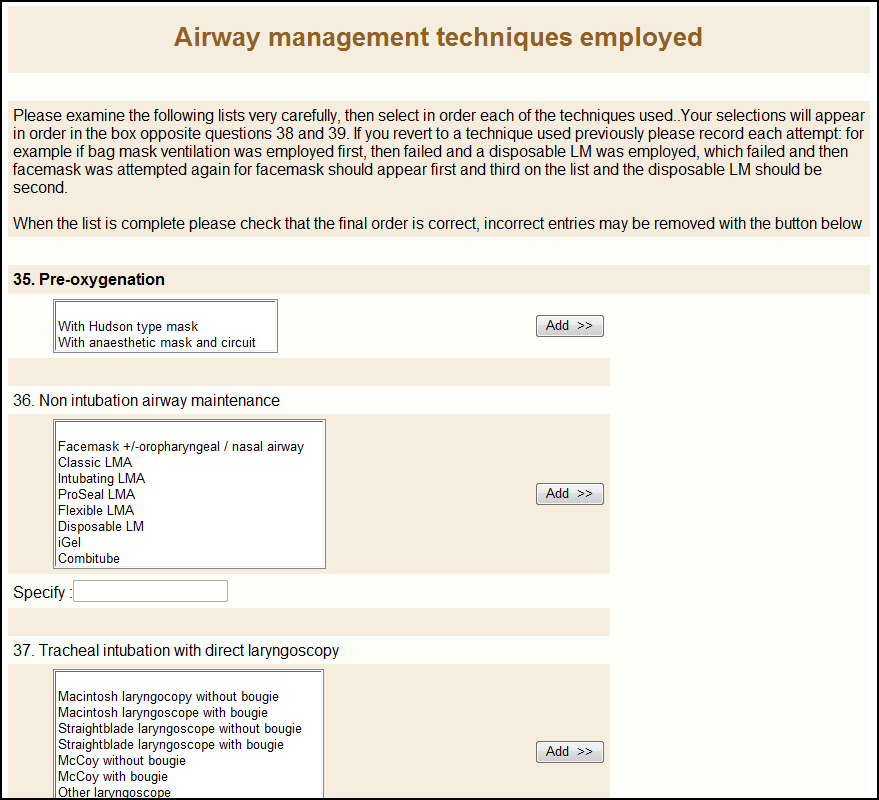 Airway management techniques employed
Please examine the following lists very carefully, then select in order each of the techniques used..Your selections will appear
in order in the box opposite questions 38 and 39. If you revert to a technique used previously please record each attempt: for
example if bag mask ventilation was employed first, then failed and a disposable LM was employed, which failed and then
facemask was attempted again for facemask should appear first and third on the list and the disposable LM should be
second.
When the list is complete please check that the final order is correct, incorrect entries may be removed with the button below
35. Pre-oxygenation
With Hudson type mask
Add >>
With anaesthetic mask and circuit
36. Non intubation airway maintenance
Facemask +/-oropharyngeal / nasal airway
Classic LMA
Intubating LMA
ProSeal LMA
Add >>
Flexible LMA
Disposable LM
iGel
Combitube
Specify :
37. Tracheal intubation with direct laryngoscopy
Macintosh laryngocopy without bougie
Macintosh laryngoscope with bougie
Straightblade laryngoscope without bougie
Straightblade laryngoscope with bougie
Add >>
McCoy without bougie
McCoy with bougie
Other laryngoscope